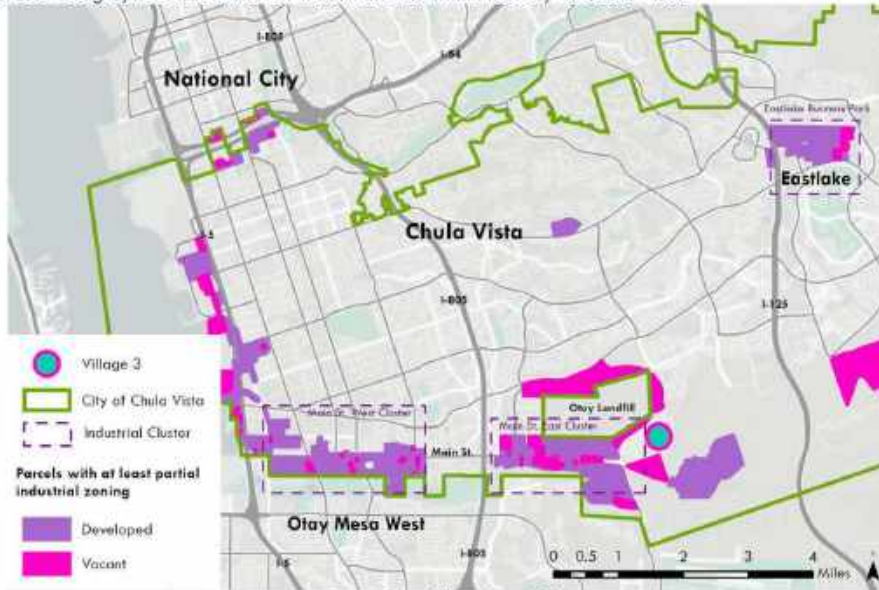 I-805
I-54
National City
Eastlake Business Park
Eastlake
Chula Vista
I-5
I-805
I-125
Village 3
City of Chula Vista
Industrial Cluster
Parcels with at least partial
industrial zoning
Developed
Vacant
Main St. West Cluster
Otay Landfill
Main St. East Cluster
Main St.
Otay Mesa West
I-5
I-805
0 0.5 1 2 3 4
Miles